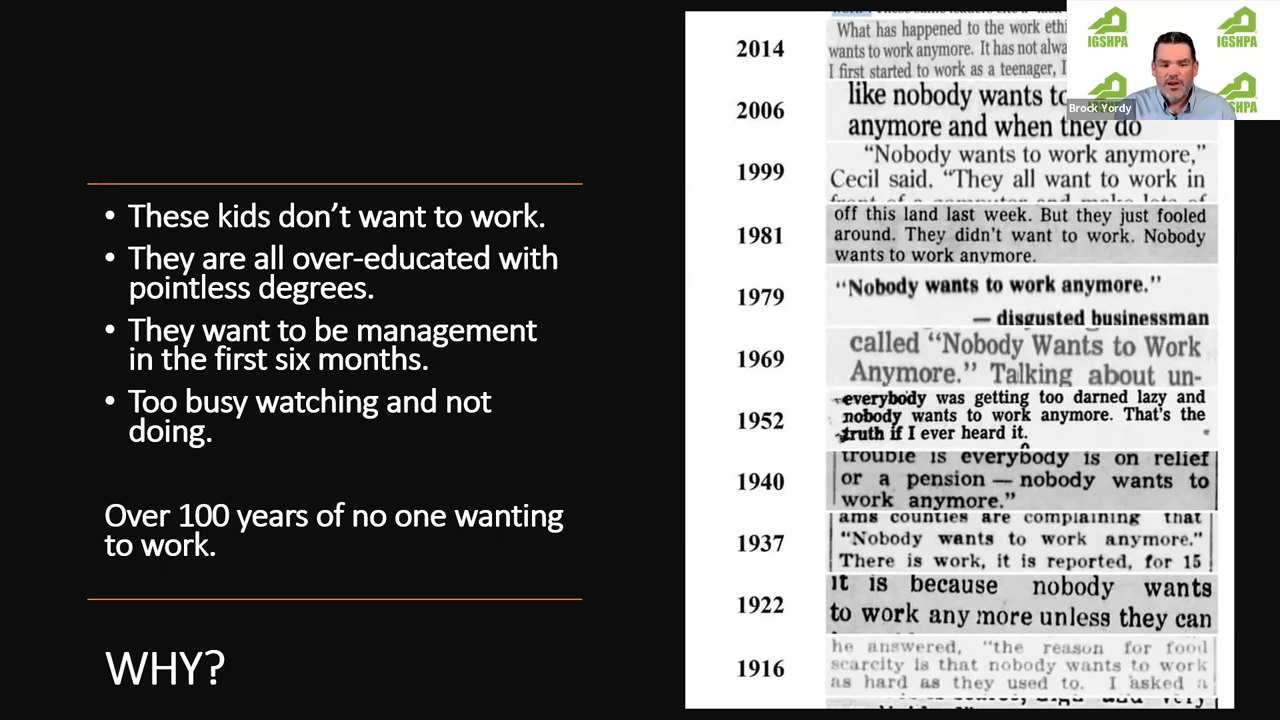 • These kids don't want to work.
• They are all over-educated with
pointless degrees.
• They want to be management
in the first six months.
• Too busy watching and not
doing.
Over 100 years of no one wanting
to work.
WHY?
2014
What has happened to the work
wants to work anymore. It has not
I first started to work as a teenager, I
2006
like nobody wants
anymore and when they do
1999
“Nobody wants to work anymore,”
Cecil said. “They all want to work in
front of a computer and make lots of
1981
off this land last week. But they just fooled
around. They didn't want to work. Nobody
wants to work anymore.
1979
“Nobody wants to work anymore.”
— disgusted businessman
1969
called “Nobody Wants to Work
Anymore.” Talking about un-
1952
everybody was getting too darned lazy and
nobody wants to work anymore. That's the
truth if I ever heard it.
1940
trouble is everybody is on relief
or a pension — nobody wants to
work anymore.”
1937
ams counties are complaining that
“Nobody wants to work anymore.”
There is work, it is reported, for 15
1922
it is because nobody wants
to work any more unless they can
1916
he answered, “the reason for food
scarcity is that nobody wants to work
as hard as they used to. I asked a
IGSHPA
IGSHPA
IGSHPA
IGSHPA
Brock Yordy